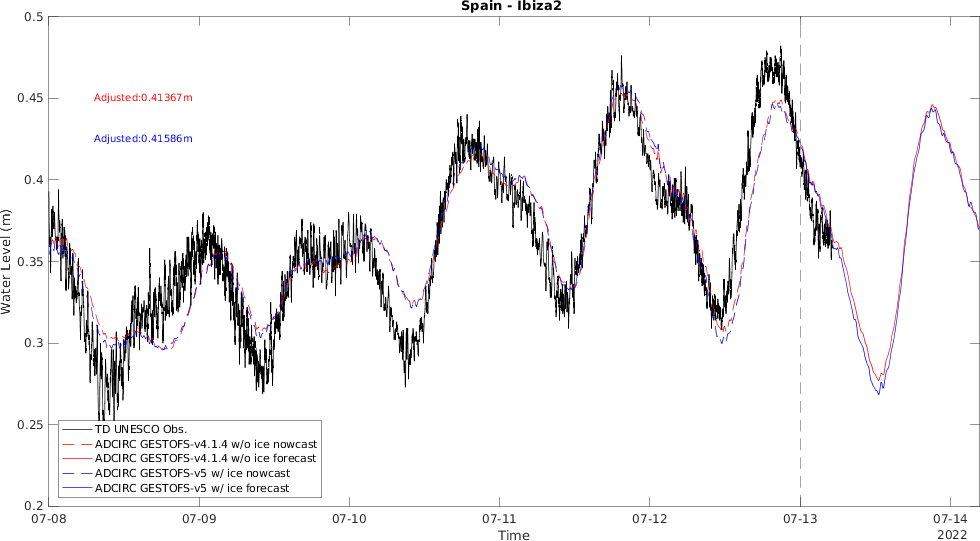 Spain - Ibiza2
0.5
0.45
0.4
0.35
0.3
0.25
0.2
Water Level (m)
Adjusted:0.41367m
Adjusted:0.41586m
TD UNESCO Obs.
ADCIRC GESTOFS-v4.1.4 w/o ice nowcast
ADCIRC GESTOFS-v4.1.4 w/o ice forecast
ADCIRC GESTOFS-v5 w/ ice nowcast
ADCIRC GESTOFS-v5 w/ ice forecast
07-08 07-09 07-10 07-11 07-12 07-13 07-14
Time
2022